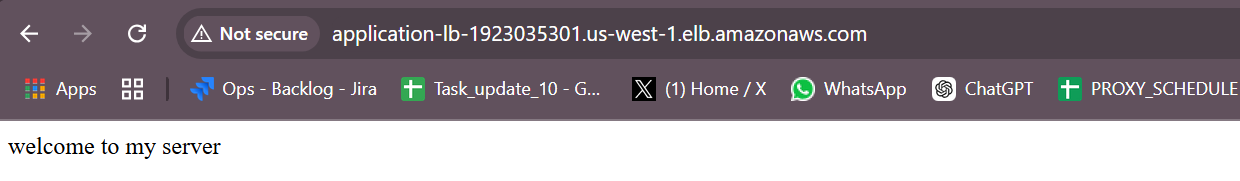 Not secure application-lb-1923035301.us-west-1.elb.amazonaws.com
Apps Ops - Backlog - Jira Task_update_10 - G... X (1) Home / X WhatsApp ChatGPT PROXY_SCHEDULE
welcome to my server